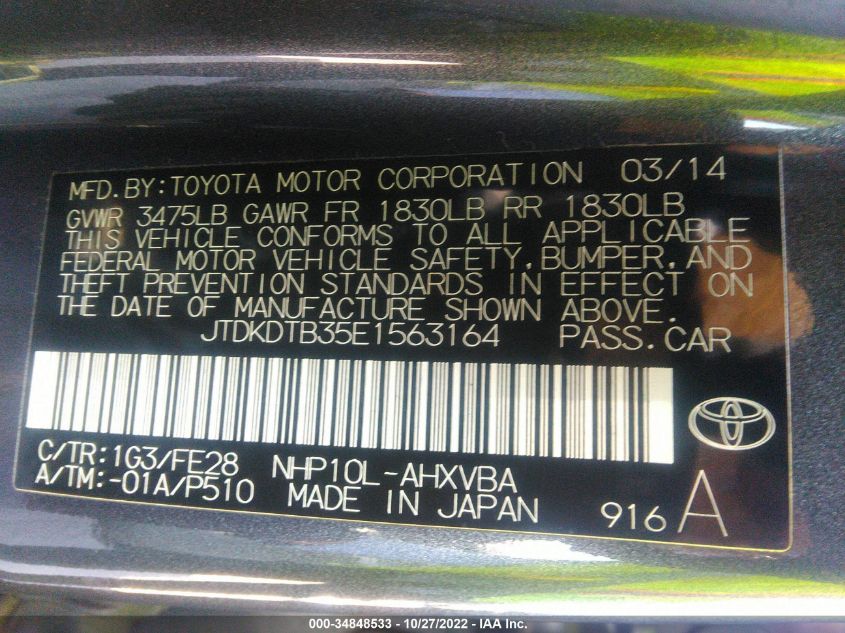 MFD.BY:TOYOTA MOTOR CORPORATION 03/14
GVWR 3475LB GAWR FR 1830LB RR 1830LB
THIS VEHICLE CONFORMS TO ALL APPLICABLE
FEDERAL MOTOR VEHICLE SAFETY,BUMPER,AND
THEFT PREVENTION STANDARDS IN EFFECT ON
THE DATE OF MANUFACTURE SHOWN ABOVE.
JTDKDTB35E1563164 PASS.CAR
C/TR:1G3/FE28 NHP10L-AHXVBA
A/TM:-01A/P510 MADE IN JAPAN 916 A
000-34848533 - 10/27/2022 - IAA Inc.